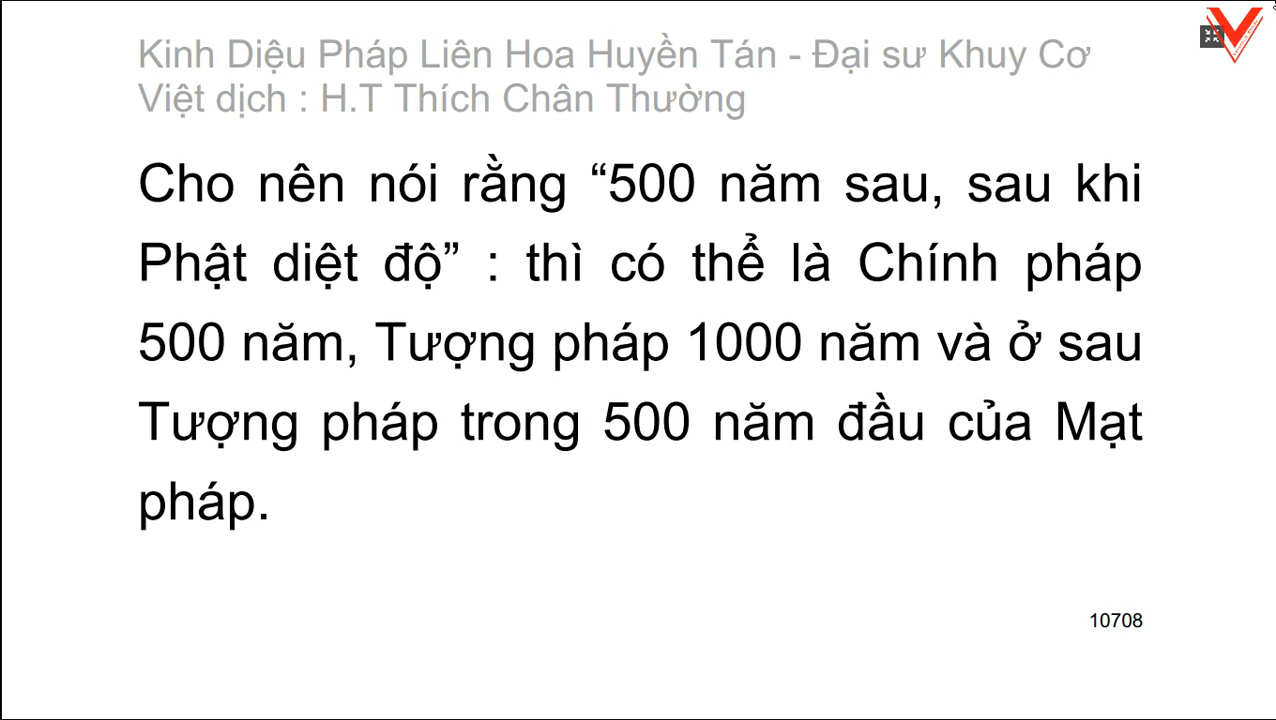 Kinh Diệu Pháp Liên Hoa Huyền Tán - Đại sư Khuy Cơ
Việt dịch : H.T Thích Chân Thường
Cho nên nói rằng “500 năm sau, sau khi
Phật diệt độ” : thì có thể là Chính pháp
500 năm, Tượng pháp 1000 năm và ở sau
Tượng pháp trong 500 năm đầu của Mạt
pháp.
10708